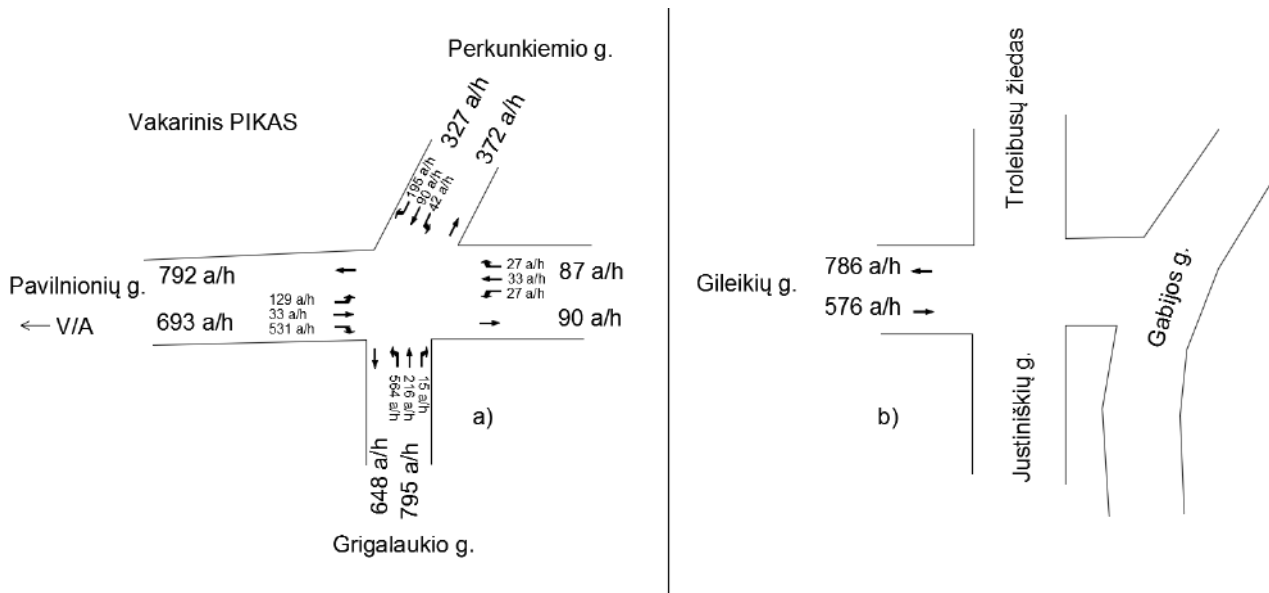 Perkunkiemio g.
Vakarinis PIKAS
327 a/h
372 a/h
195 a/h
90 a/h
42 a/h
Pavilnionių g.
792 a/h
693 a/h
V/A
129 a/h
33 a/h
531 a/h
27 a/h
33 a/h
27 a/h
87 a/h
90 a/h
564 a/h
216 a/h
15 a/h
a)
648 a/h
795 a/h
Grigalaukio g.
Troleibusų žiedas
Gileikių g.
786 a/h
576 a/h
Gabijos g.
Justiniškių g.
b)